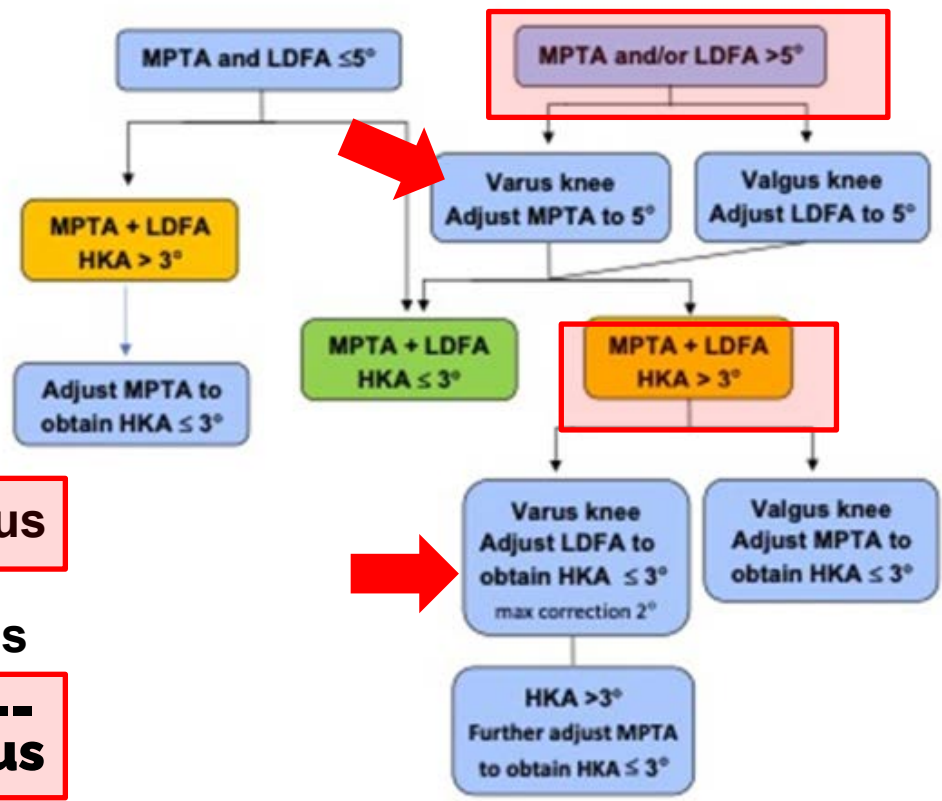 MPTA and LDFA ≤5°
MPTA and/or LDFA >5°
Varus knee
Adjust MPTA to 5°
Valgus knee
Adjust LDFA to 5°
MPTA + LDFA
HKA > 3°
MPTA + LDFA
HKA ≤ 3°
MPTA + LDFA
HKA > 3°
Adjust MPTA to
obtain HKA ≤ 3°
Varus knee
Adjust LDFA to
obtain HKA ≤ 3°
max correction 2°
Valgus knee
Adjust MPTA to
obtain HKA ≤ 3°
HKA >3°
Further adjust MPTA
to obtain HKA ≤ 3°
us
s
--
us